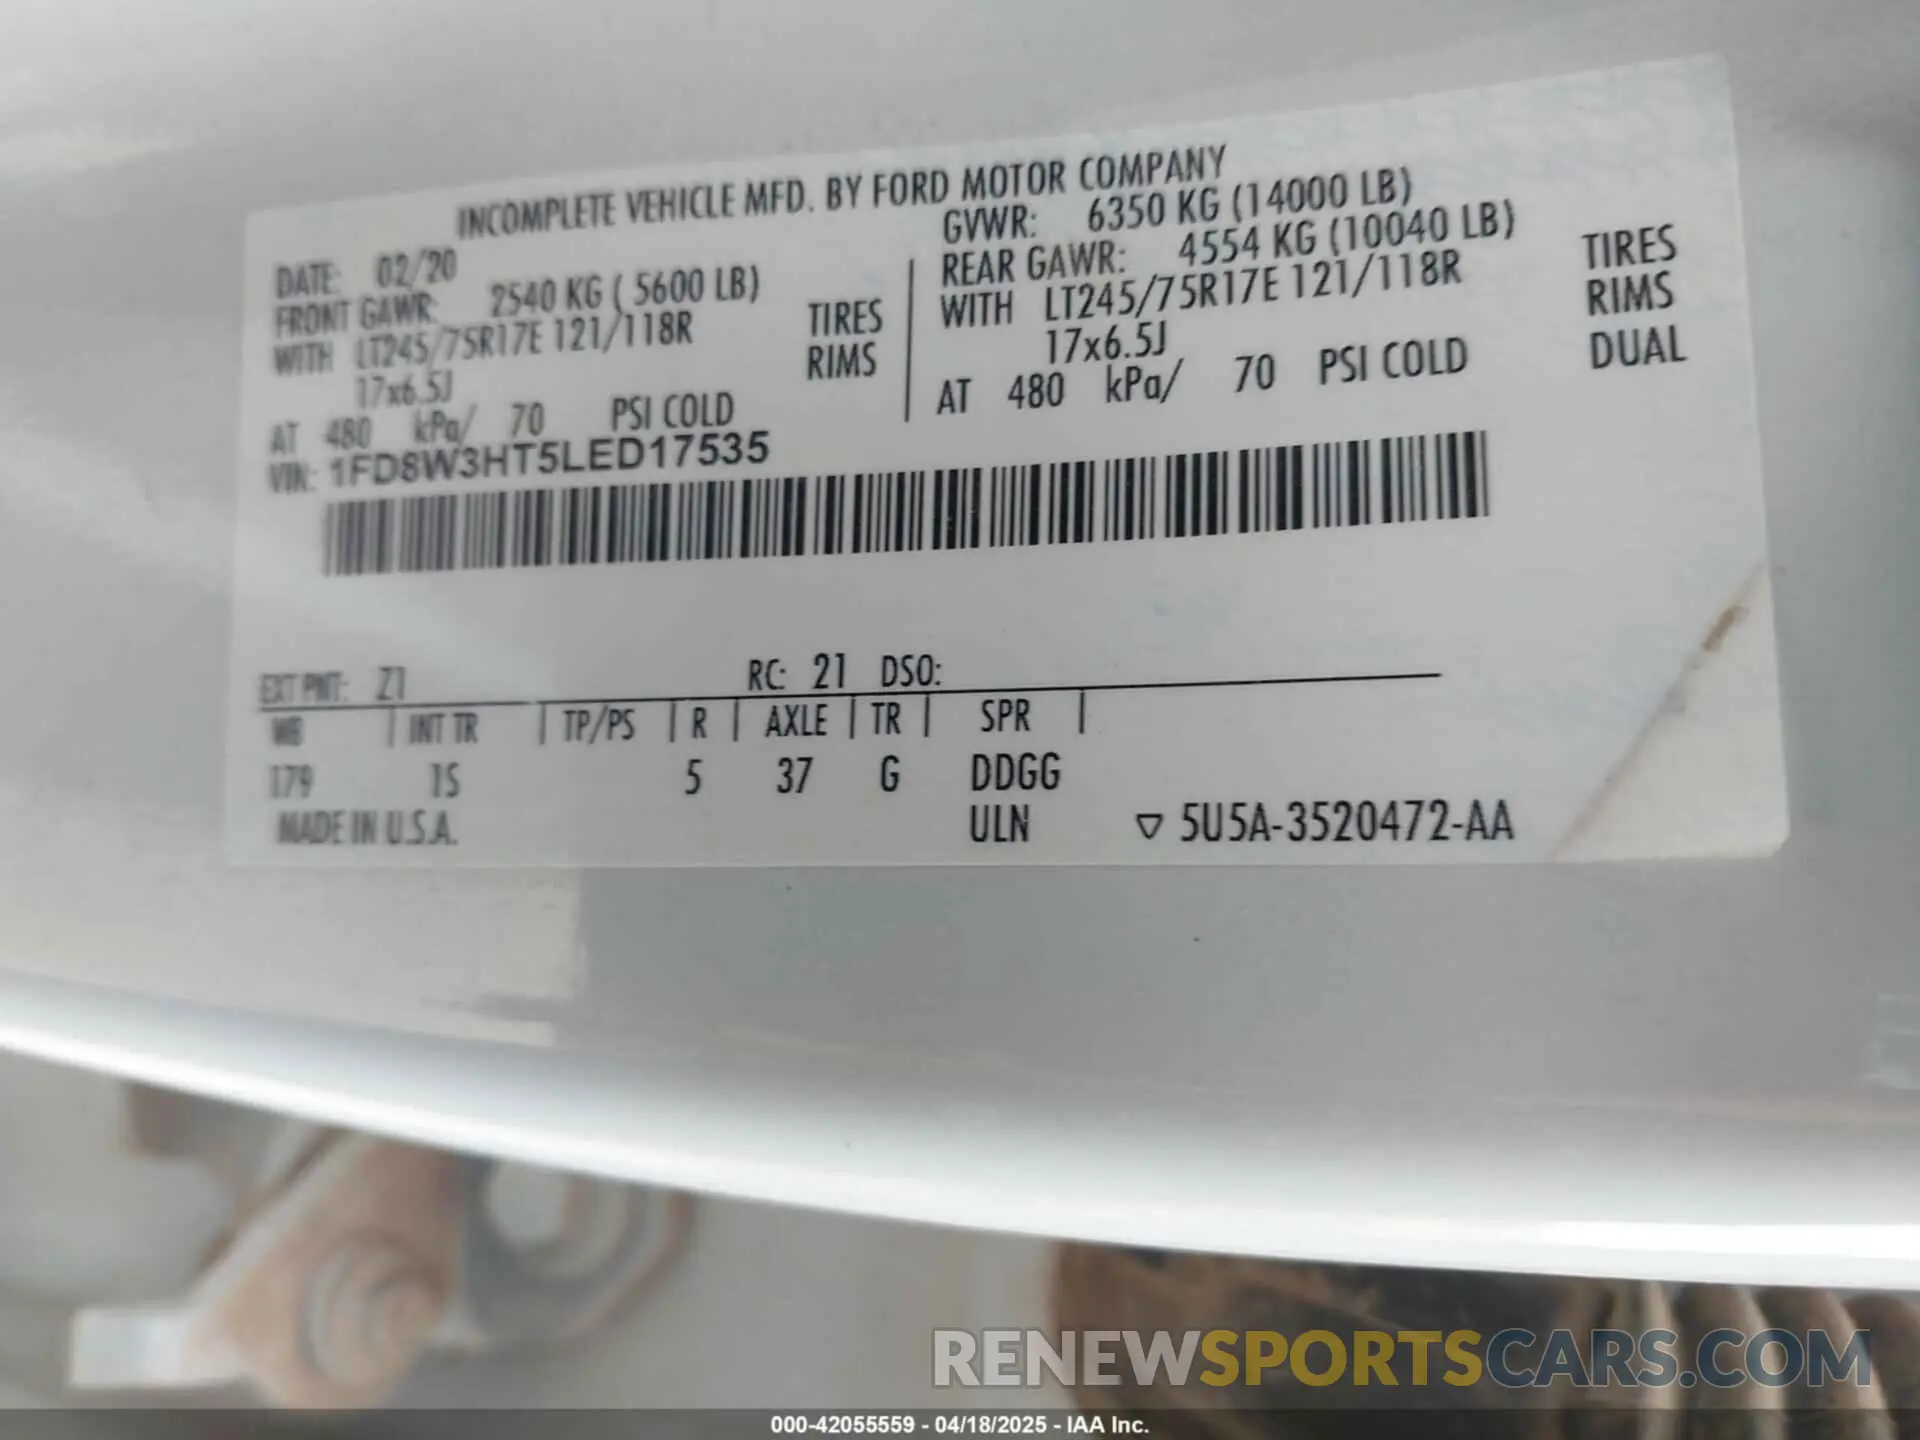 INCOMPLETE VEHICLE MFD. BY FORD MOTOR COMPANY
DATE: 02/20
FRONT GAWR: 2540 KG ( 5600 LB)
WITH LT245/75R17E 121/118R TIRES
17x6.5J RIMS
AT 480 kPa/ 70 PSI COLD
GVWR: 6350 KG (14000 LB)
REAR GAWR: 4554 KG (10040 LB)
WITH LT245/75R17E 121/118R TIRES
17x6.5J RIMS
AT 480 kPa/ 70 PSI COLD DUAL
VIN: 1FD8W3HT5LED17535
EXT PNT: Z1 RC: 21 DSO:
WB | INT TR | TP/PS | R | AXLE | TR | SPR |
179 1S 5 37 G DDGG
MADE IN U.S.A. ULN ▽ 5U5A-3520472-AA
RENEWSPORTSCARS.COM
000-42055559 - 04/18/2025 - IAA Inc.